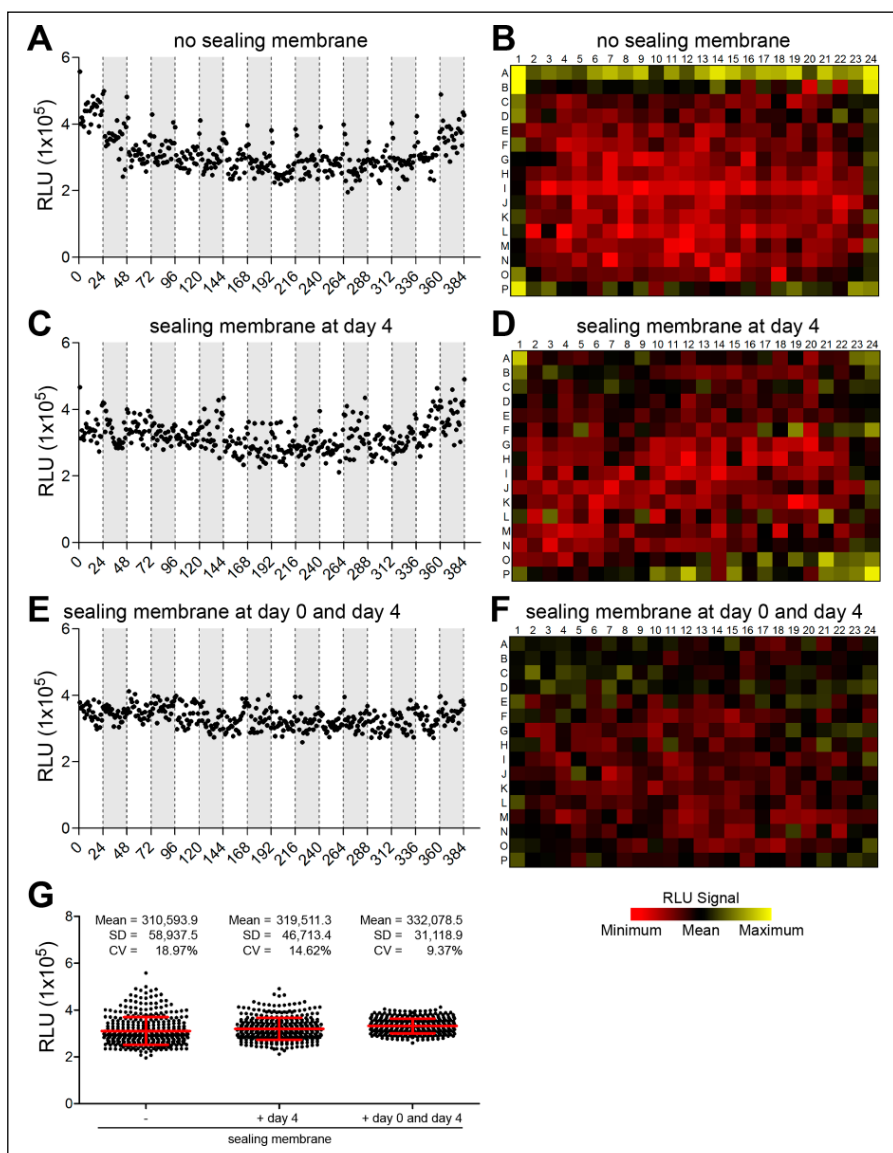 A
no sealing membrane
6
4
2
0
RLU (1x10⁵)
0 24 48 72 96 120 144 168 192 216 240 264 288 312 336 360 384
B
no sealing membrane
1 2 3 4 5 6 7 8 9 10 11 12 13 14 15 16 17 18 19 20 21 22 23 24
A
B
C
D
E
F
G
H
I
J
K
L
M
N
O
P
C
sealing membrane at day 4
6
4
2
0
RLU (1x10⁵)
0 24 48 72 96 120 144 168 192 216 240 264 288 312 336 360 384
D
sealing membrane at day 4
1 2 3 4 5 6 7 8 9 10 11 12 13 14 15 16 17 18 19 20 21 22 23 24
A
B
C
D
E
F
G
H
I
J
K
L
M
N
O
P
E
sealing membrane at day 0 and day 4
6
4
2
0
RLU (1x10⁵)
0 24 48 72 96 120 144 168 192 216 240 264 288 312 336 360 384
F
sealing membrane at day 0 and day 4
1 2 3 4 5 6 7 8 9 10 11 12 13 14 15 16 17 18 19 20 21 22 23 24
A
B
C
D
E
F
G
H
I
J
K
L
M
N
O
P
RLU Signal
Minimum Mean Maximum
G
8
6
4
2
0
RLU (1x10⁵)
Mean = 310,593.9 Mean = 319,511.3 Mean = 332,078.5
SD = 58,937.5 SD = 46,713.4 SD = 31,118.9
CV = 18.97% CV = 14.62% CV = 9.37%
- + day 4 + day 0 and day 4
sealing membrane